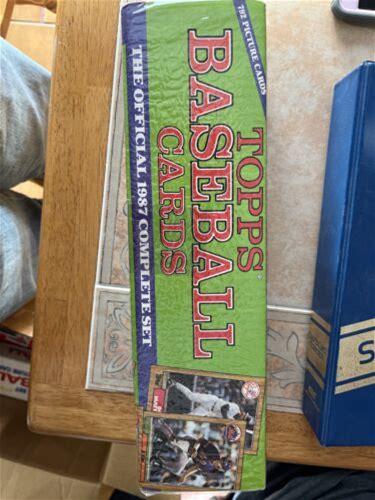 792 PICTURE CARDS
TOPPS
BASEBALL
CARDS
THE OFFICIAL 1987 COMPLETE SET
S